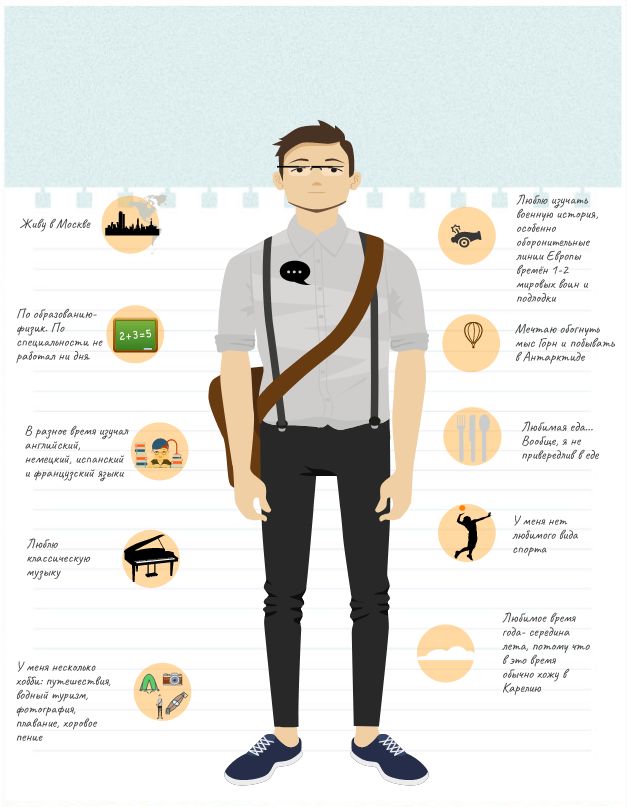 Живу в Москве
По образованию-
физик. По
специальности не
работал ни дня.
2+3=5
В разное время изучал
английский,
немецкий, испанский
и французский языки
Люблю
классическую
музыку
У меня несколько
хобби: путешествия,
водный туризм,
фотография,
плавание, хоровое
пение
Люблю изучать
военную история,
особенно
оборонительные
линии Европы
времён 1-2
мировых воин и
подлодки
Мечтаю обогнуть
мыс Горн и побывать
в Антарктиде
Любимая еда...
Вообще, я не
привередлив в еде
У меня нет
любимого вида
спорта
Любимое время
года- середина
лета, потому что
в это время
обычно хожу в
Карелию